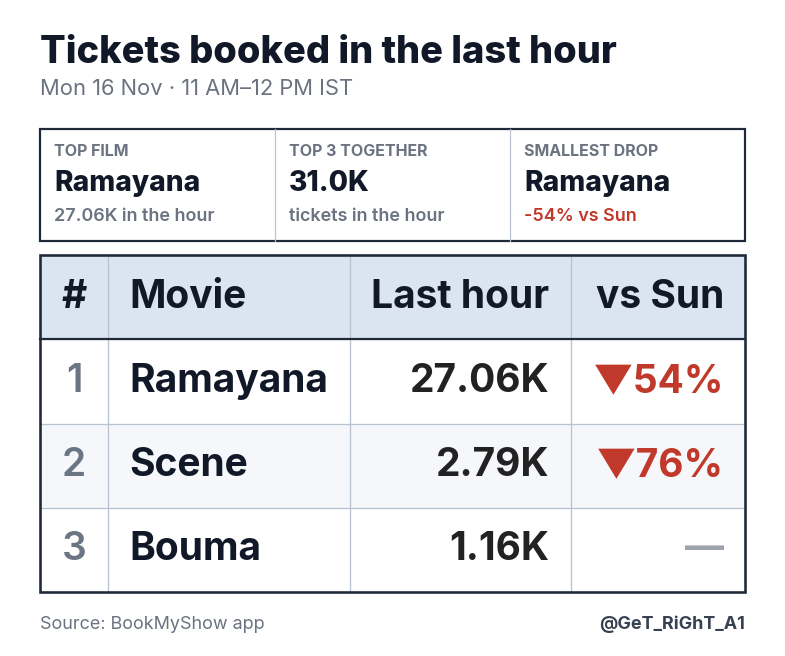 Tickets booked in the last hour
Mon 16 Nov · 11 AM–12 PM IST
TOP FILM
Ramayana
27.06K in the hour
TOP 3 TOGETHER
31.0K
tickets in the hour
SMALLEST DROP
Ramayana
-54% vs Sun
# Movie Last hour vs Sun
1 Ramayana 27.06K ▼54%
2 Scene 2.79K ▼76%
3 Bouma 1.16K —
Source: BookMyShow app
@GeT_RiGhT_A1